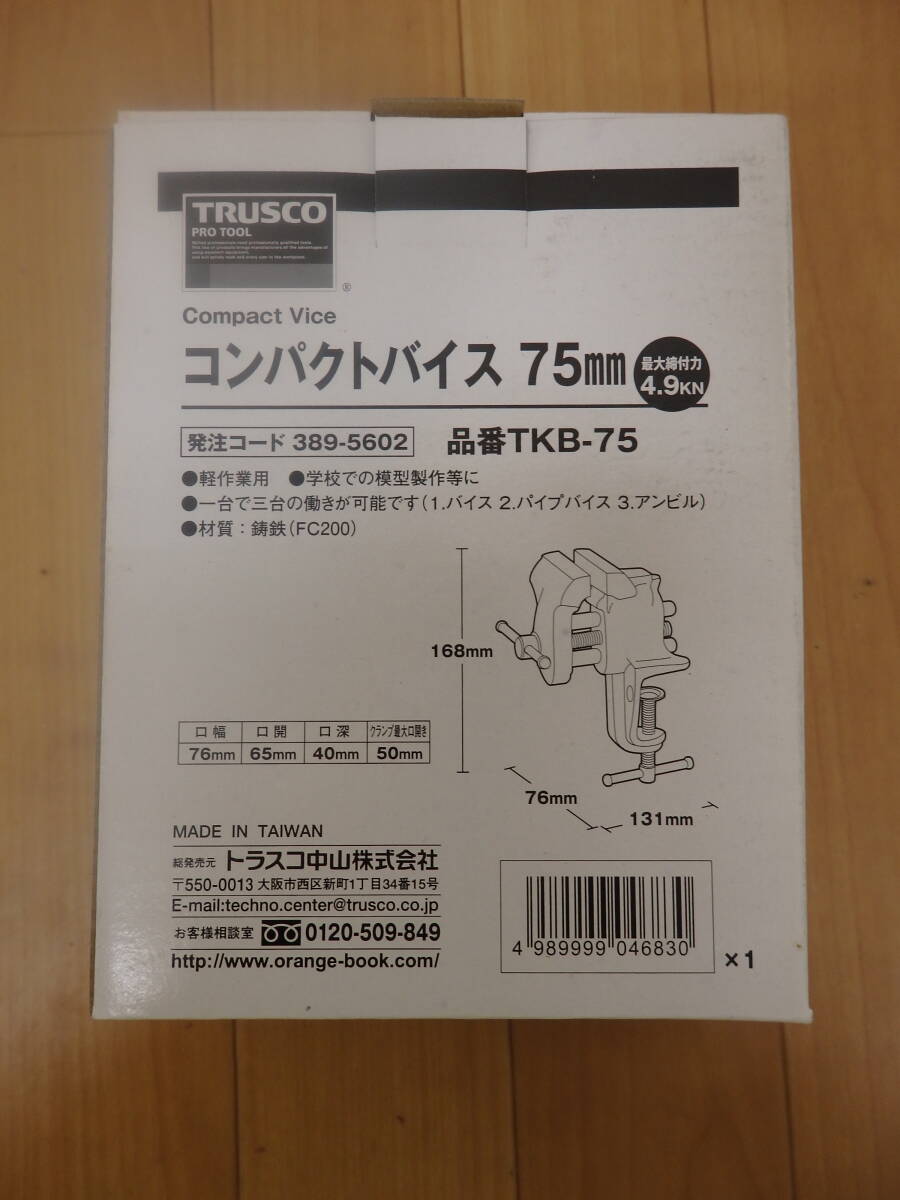 TRUSCO
PRO TOOL
®
Compact Vice
コンパクトバイス 75mm
最大締付力
4.9KN
発注コード 389-5602
品番TKB-75
●軽作業用 ●学校での模型製作等に
●一台で三台の働きが可能です(1.バイス 2.パイプバイス 3.アンビル)
●材質:鋳鉄(FC200)
168mm
口幅 口開 口深 クランプ最大口開き
76mm 65mm 40mm 50mm
76mm
131mm
MADE IN TAIWAN
総発売元 トラスコ中山株式会社
〒550-0013 大阪市西区新町1丁目34番15号
E-mail:techno.center@trusco.co.jp
お客様相談室 0120-509-849
http://www.orange-book.com/
4 989999 046830
×1